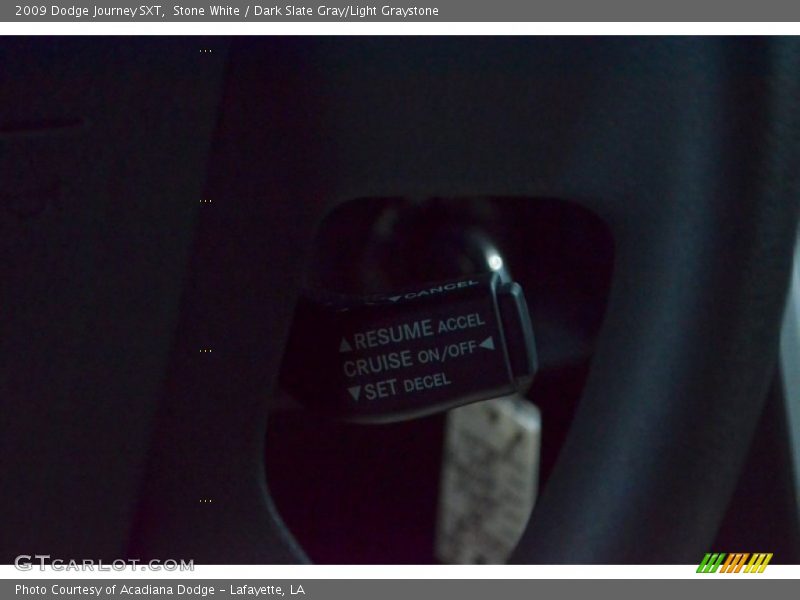 2009 Dodge Journey SXT,  Stone White / Dark Slate Gray/Light Graystone
▼CANCEL
▲RESUME ACCEL
CRUISE ON/OFF◀
▼SET DECEL
GTCARLOT.COM
Photo Courtesy of Acadiana Dodge - Lafayette, LA